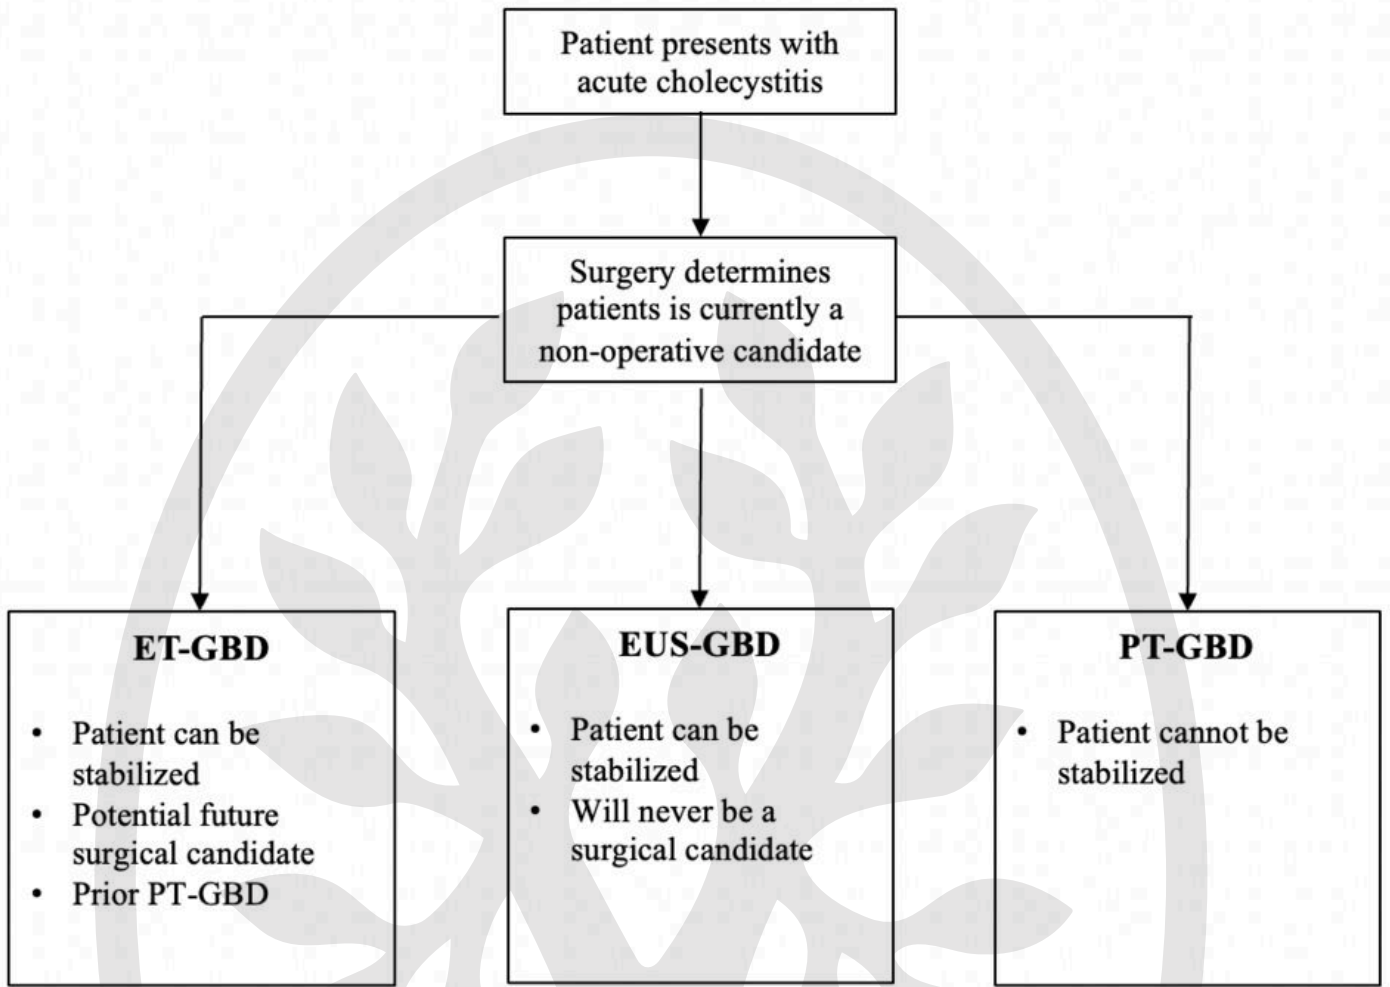 Patient presents with
acute cholecystitis
Surgery determines
patients is currently a
non-operative candidate
ET-GBD
• Patient can be
stabilized
• Potential future
surgical candidate
• Prior PT-GBD
EUS-GBD
• Patient can be
stabilized
• Will never be a
surgical candidate
PT-GBD
• Patient cannot be
stabilized